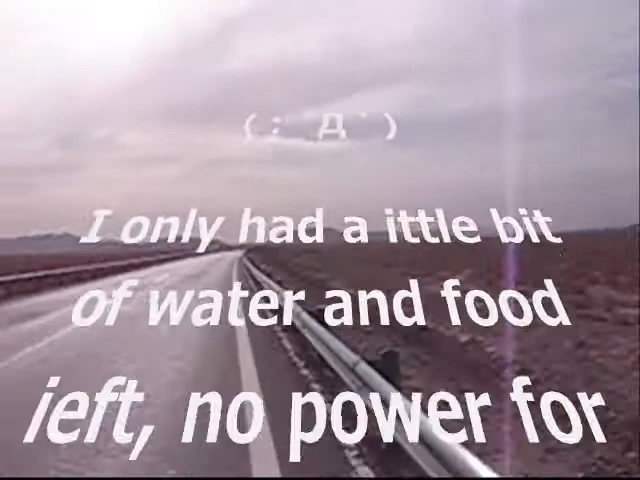 (;´Д`)
I only had a ittle bit
of water and food
ieft, no power for